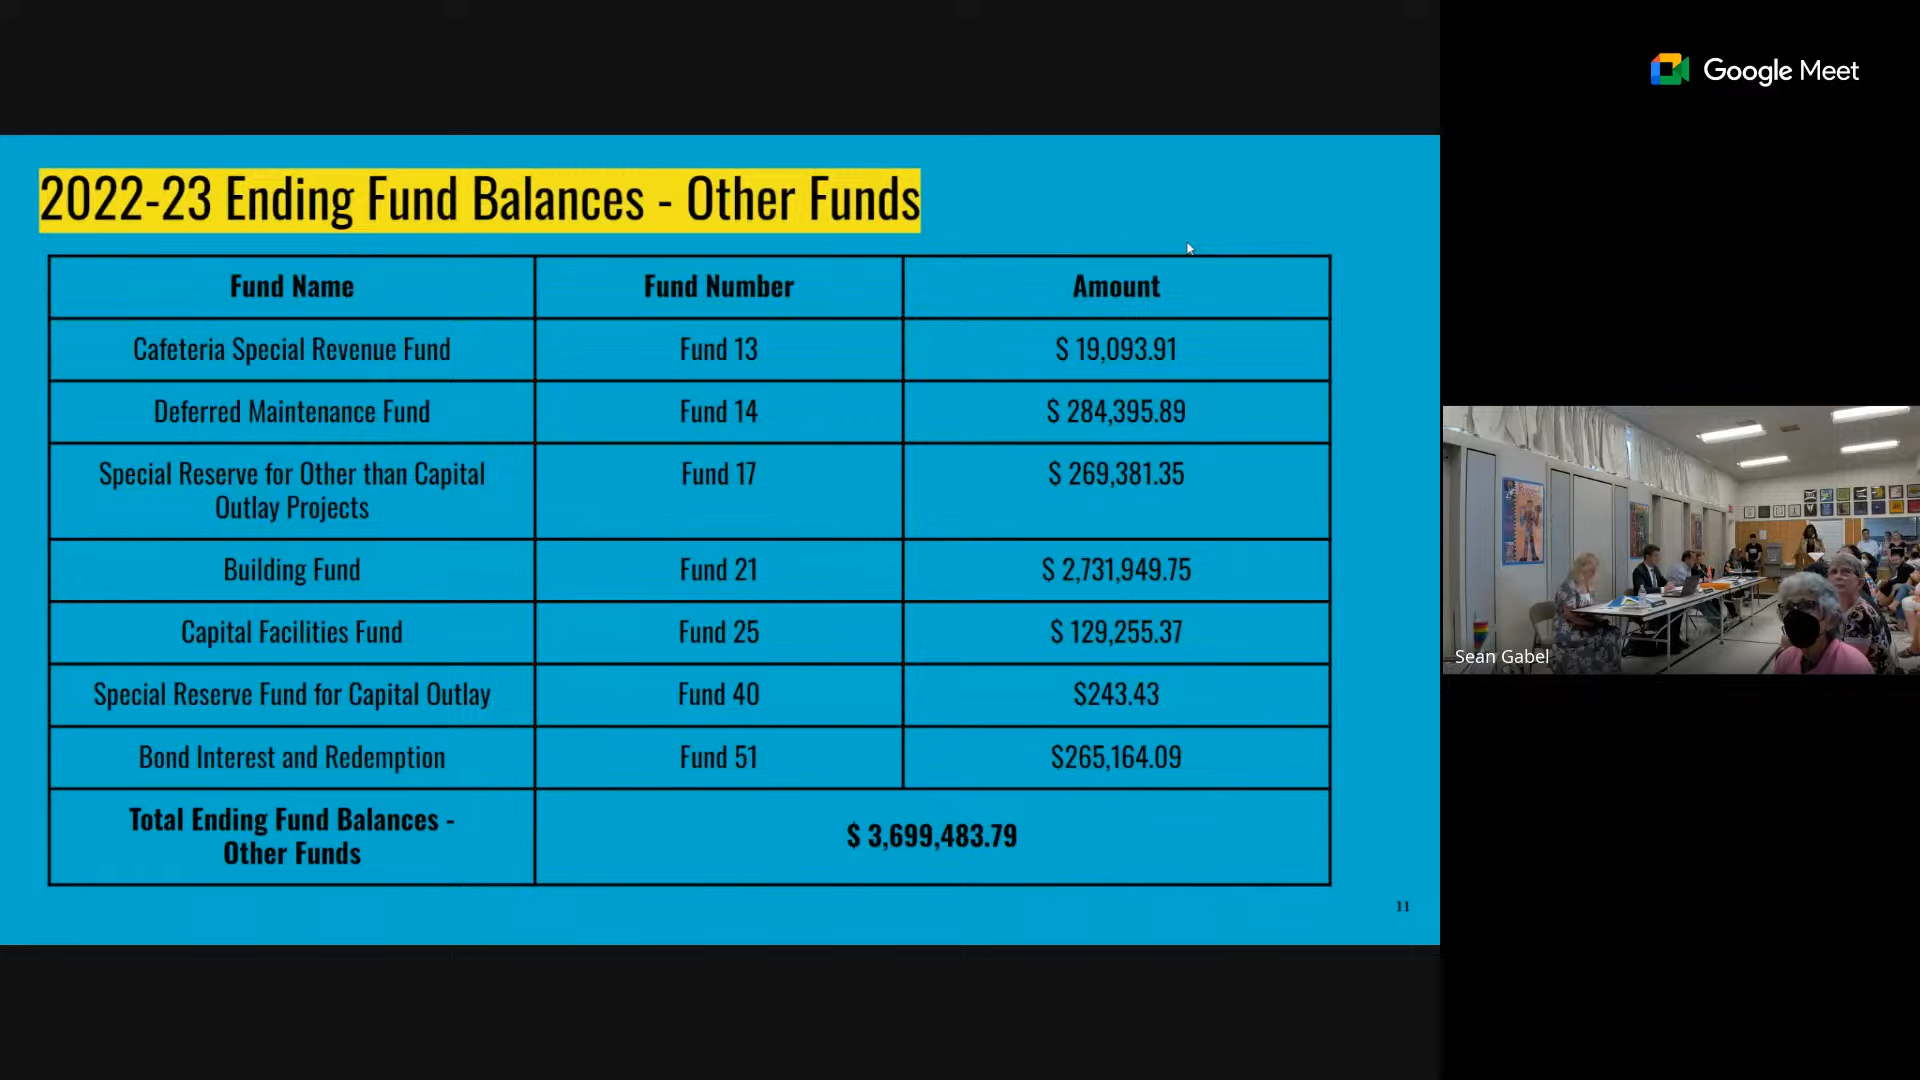 Google Meet
2022-23 Ending Fund Balances - Other Funds
Fund Name Fund Number Amount
Cafeteria Special Revenue Fund Fund 13 $ 19,093.91
Deferred Maintenance Fund Fund 14 $ 284,395.89
Special Reserve for Other than Capital Fund 17 $ 269,381.35
Outlay Projects
Building Fund Fund 21 $ 2,731,949.75
Capital Facilities Fund Fund 25 $ 129,255.37
Special Reserve Fund for Capital Outlay Fund 40 $243.43
Bond Interest and Redemption Fund 51 $265,164.09
Total Ending Fund Balances -
Other Funds
$ 3,699,483.79
11
Sean Gabel